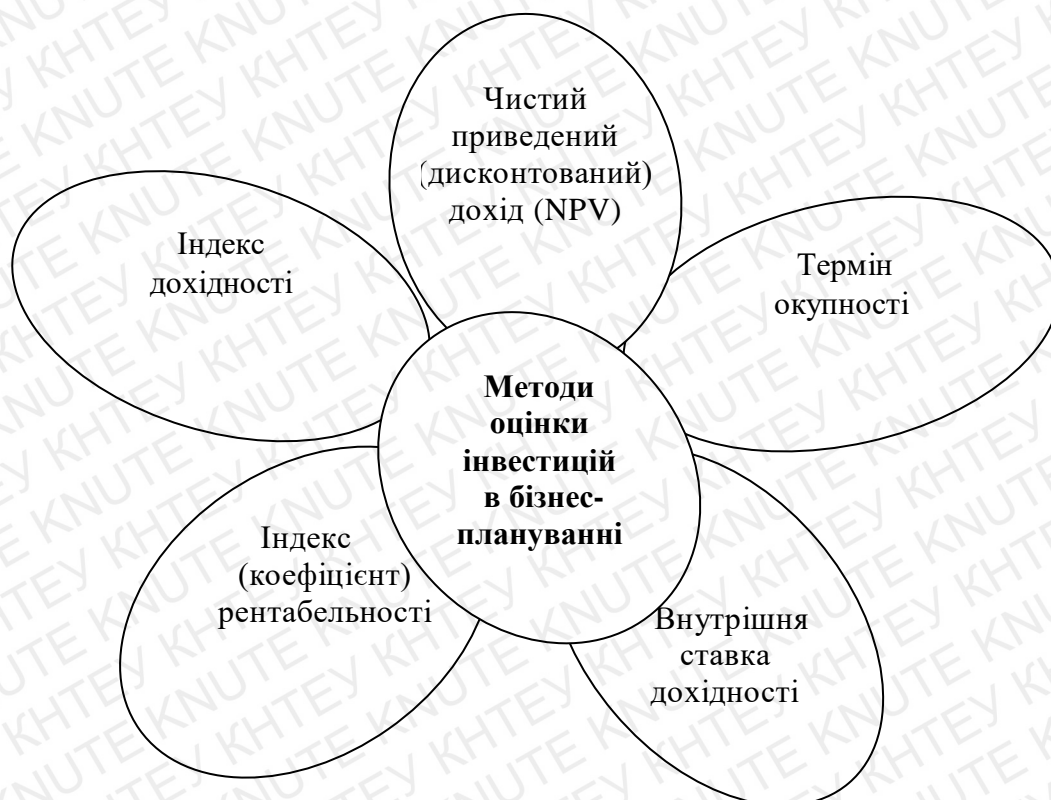 Чистий
приведений
(дисконтований)
дохід (NPV)
Індекс
дохідності
Термін
окупності
Методи
оцінки
інвестицій
в бізнес-
плануванні
Індекс
(коефіцієнт)
рентабельності
Внутрішня
ставка
дохідності